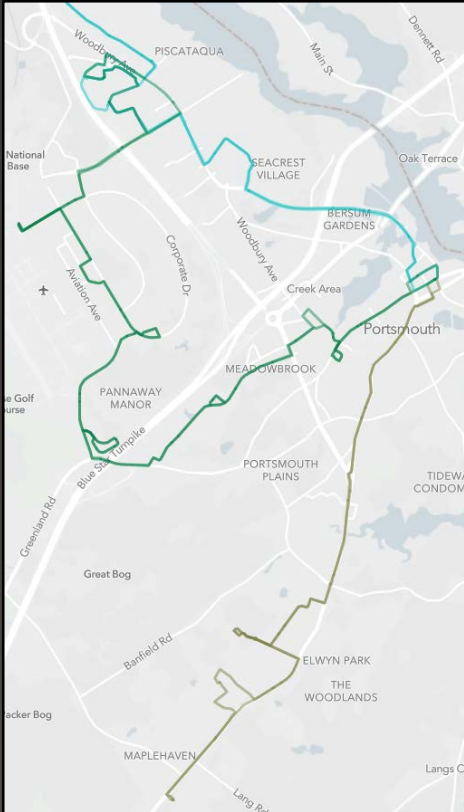 Woodbury Ave
PISCATAQUA
Main St
Dennett Rd
National
Base
Oak Terrace
SEACREST
VILLAGE
BERSUM
GARDENS
Woodbury Ave
Corporate Dr
Aviation Ave
Creek Area
Portsmouth
MEADOWBROOK
PANNAWAY
MANOR
se Golf
ourse
Blue Star Turnpike
PORTSMOUTH
PLAINS
TIDEWA
CONDOM
Greenland Rd
Great Bog
Banfield Rd
ELWYN PARK
THE
WOODLANDS
Packer Bog
MAPLEHAVEN
Lang Rd
Langs C